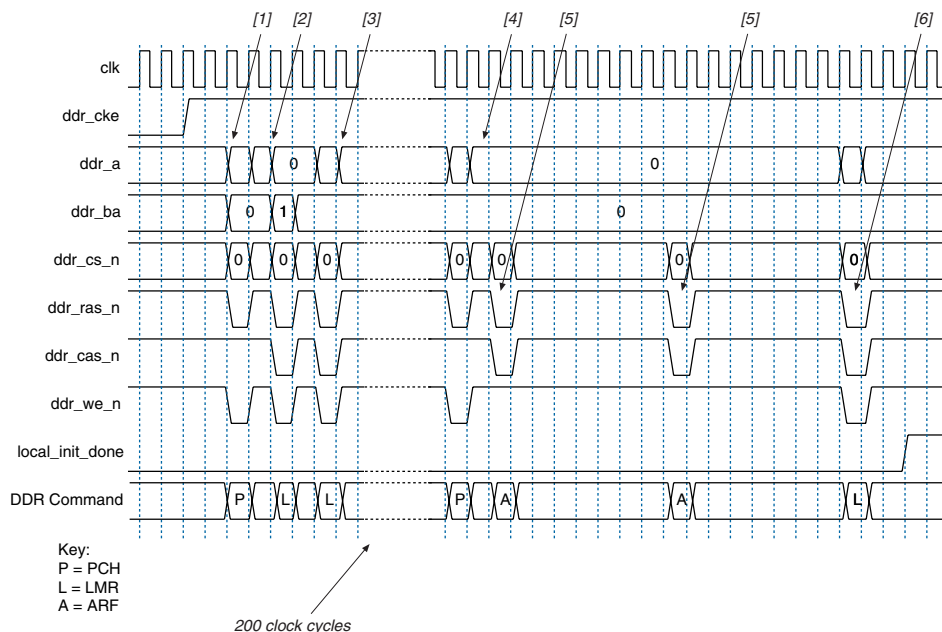 [1] [2] [3] [4] [5] [5] [6]
clk
ddr_cke
ddr_a 0 0
ddr_ba 0 1 0
ddr_cs_n 0 0 0 0 0 0 0
ddr_ras_n
ddr_cas_n
ddr_we_n
local_init_done
DDR Command P L L P A A L
Key:
P = PCH
L = LMR
A = ARF
200 clock cycles